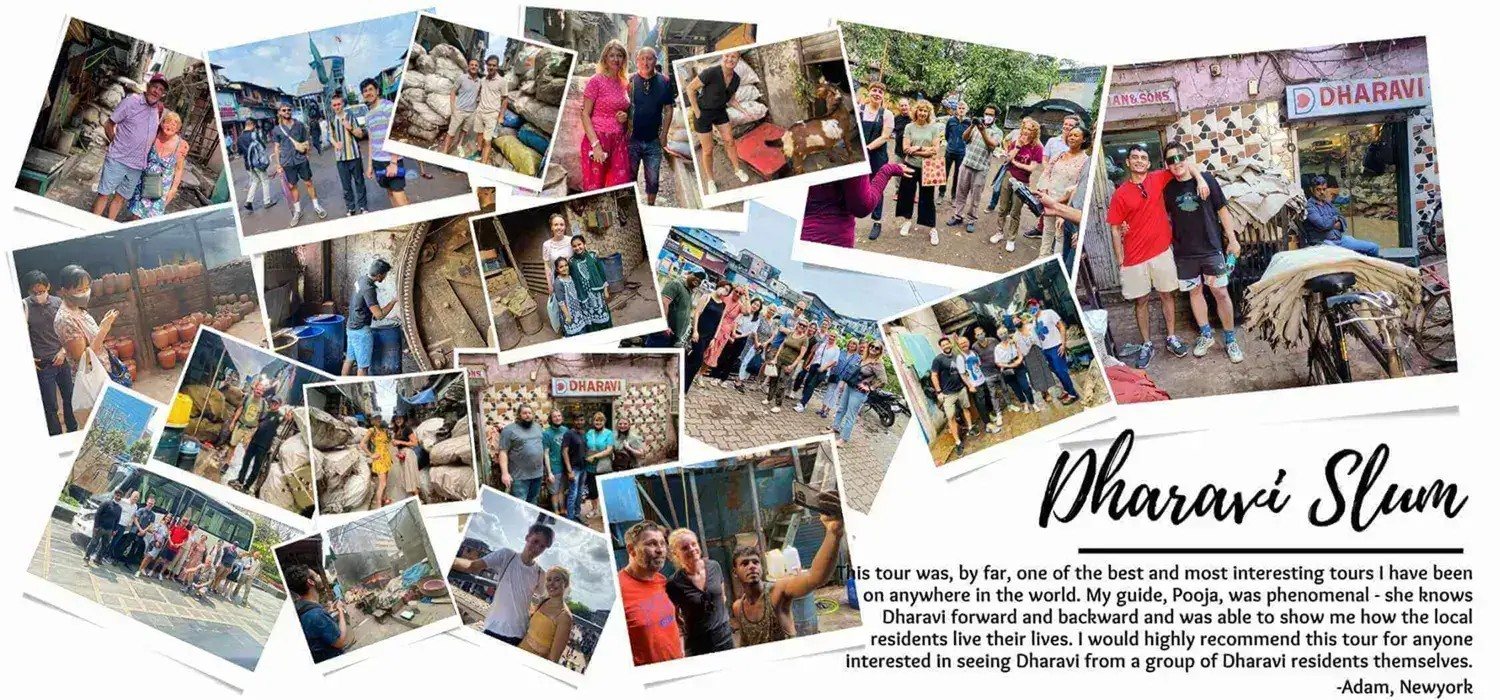 AN & SONS
DHARAVI
DHARAVI
Dharavi Slum
This tour was, by far, one of the best and most interesting tours I have been
on anywhere in the world. My guide, Pooja, was phenomenal - she knows
Dharavi forward and backward and was able to show me how the local
residents live their lives. I would highly recommend this tour for anyone
interested in seeing Dharavi from a group of Dharavi residents themselves.
-Adam, Newyork